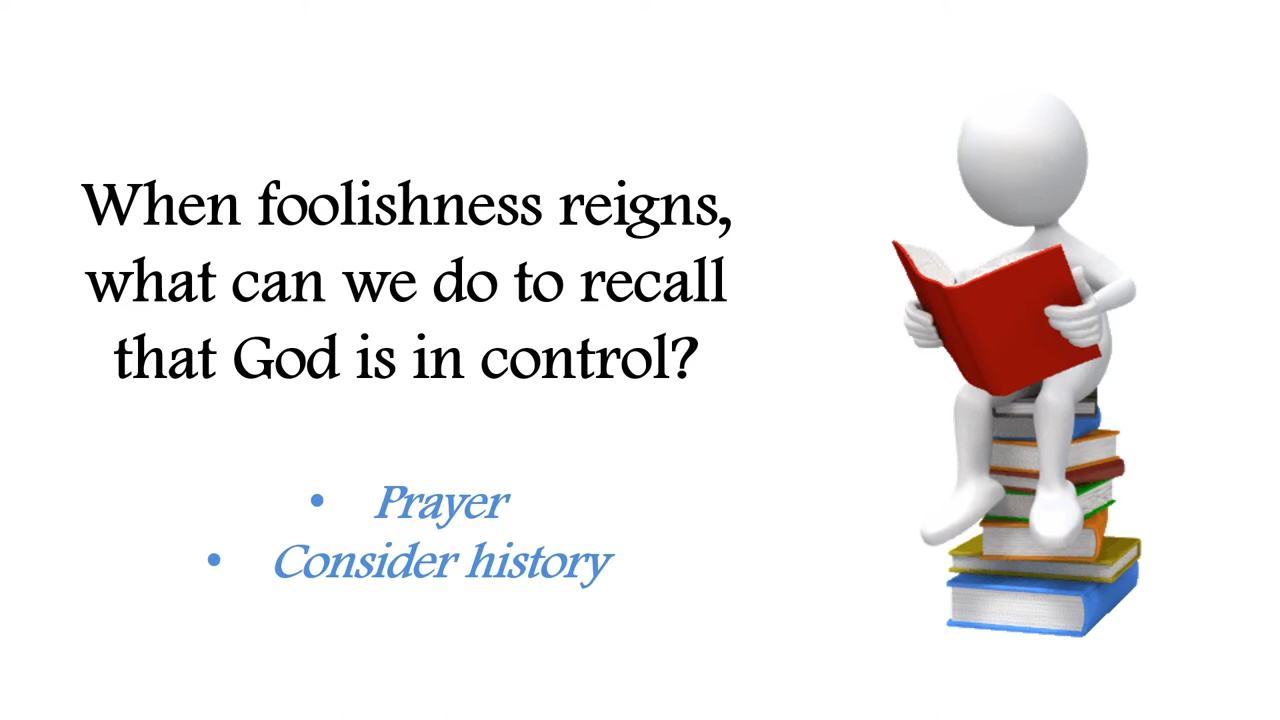 When foolishness reigns,
what can we do to recall
that God is in control?
• Prayer
• Consider history